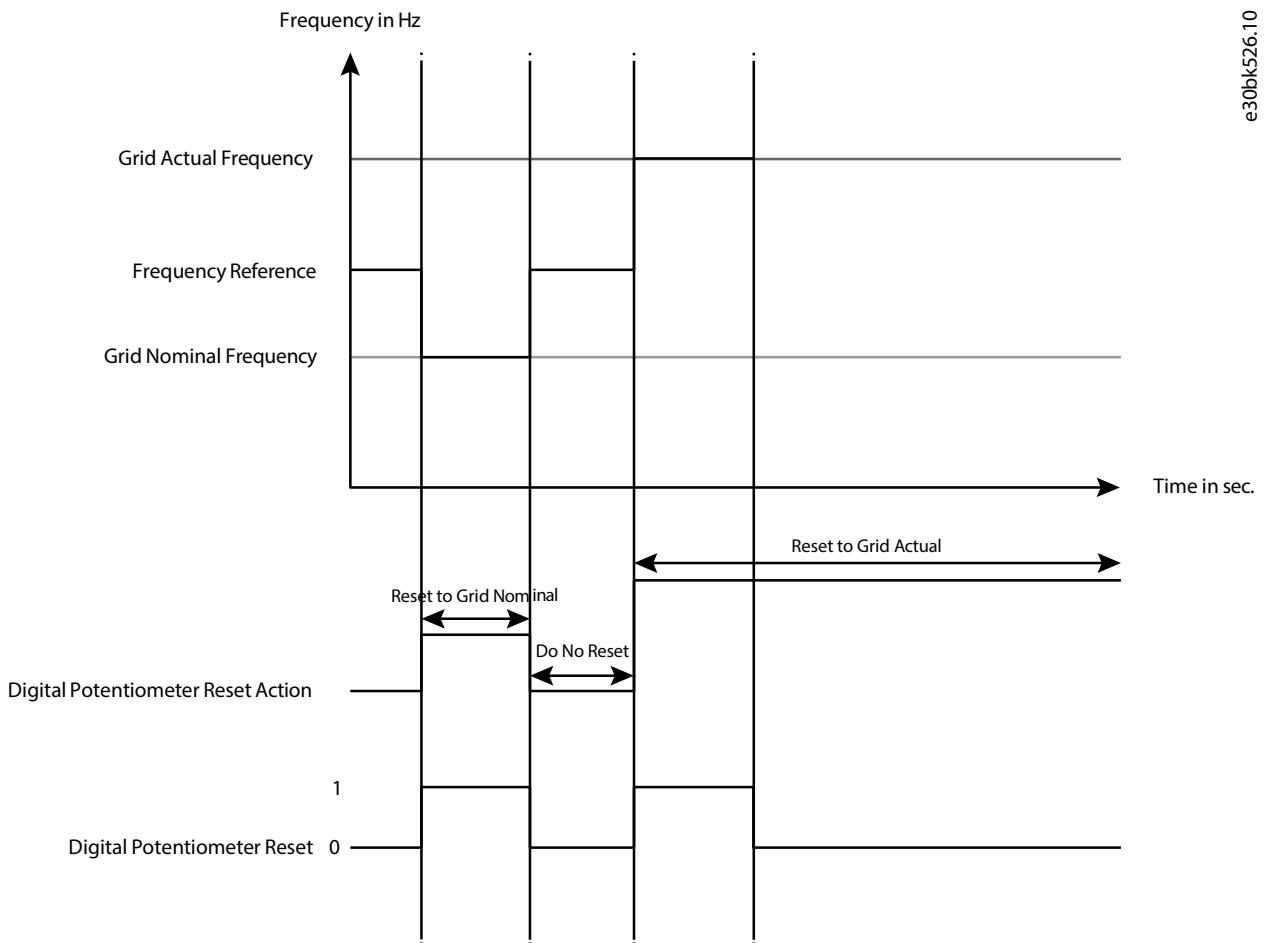 Frequency in Hz
e30bk526.10
Grid Actual Frequency
Frequency Reference
Grid Nominal Frequency
Time in sec.
Reset to Grid Actual
Reset to Grid Nominal
Do No Reset
Digital Potentiometer Reset Action
1
Digital Potentiometer Reset 0